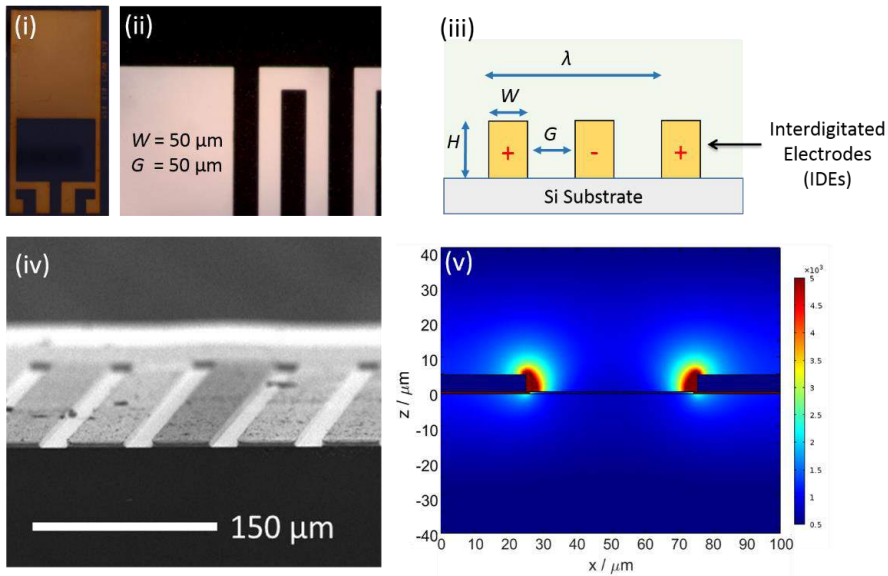 (i)
(ii)
W = 50 µm
G = 50 µm
(iii)
λ
W
H
G
+
-
+
Si Substrate
Interdigitated
Electrodes
(IDEs)
(iv)
150 µm
(v)
z / µm
40
30
20
10
0
-10
-20
-30
-40
0 10 20 30 40 50 60 70 80 90 100
x / µm
×10³
5
4.5
4
3.5
3
2.5
2
1.5
1
0.5